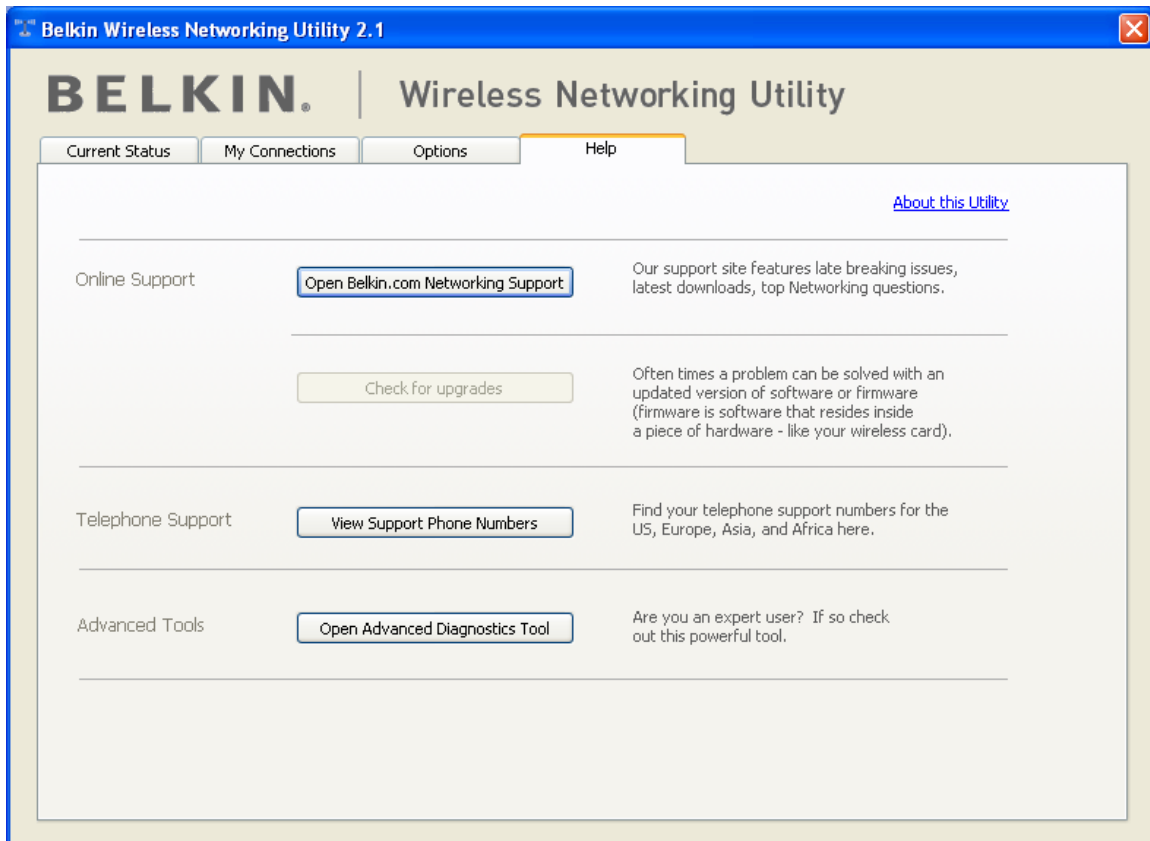 Belkin Wireless Networking Utility 2.1
BELKIN. Wireless Networking Utility
Current Status My Connections Options Help
About this Utility
Online Support
Open Belkin.com Networking Support
Our support site features late breaking issues,
latest downloads, top Networking questions.
Check for upgrades
Often times a problem can be solved with an
updated version of software or firmware
(firmware is software that resides inside
a piece of hardware - like your wireless card).
Telephone Support
View Support Phone Numbers
Find your telephone support numbers for the
US, Europe, Asia, and Africa here.
Advanced Tools
Open Advanced Diagnostics Tool
Are you an expert user? If so check
out this powerful tool.